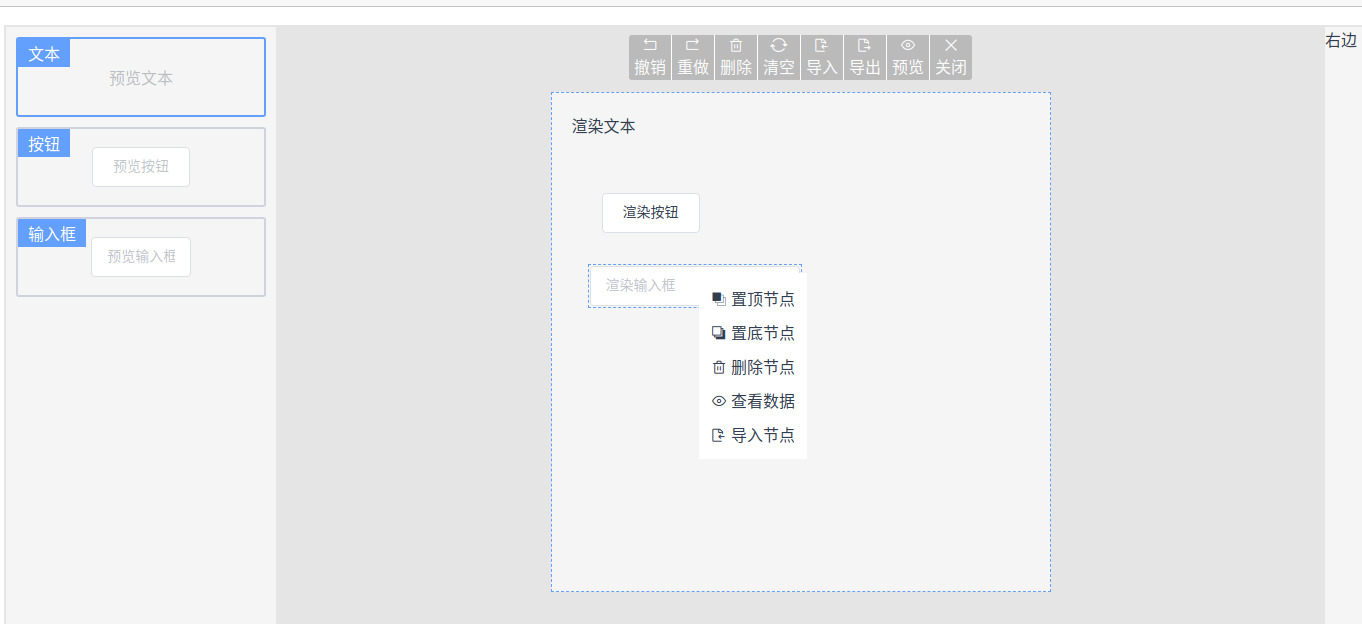 文本
预览文本
按钮
预览按钮
输入框
预览输入框
撤销 重做 删除 清空 导入 导出 预览 关闭
渲染文本
渲染按钮
渲染输入框
置顶节点
置底节点
删除节点
查看数据
导入节点
右边